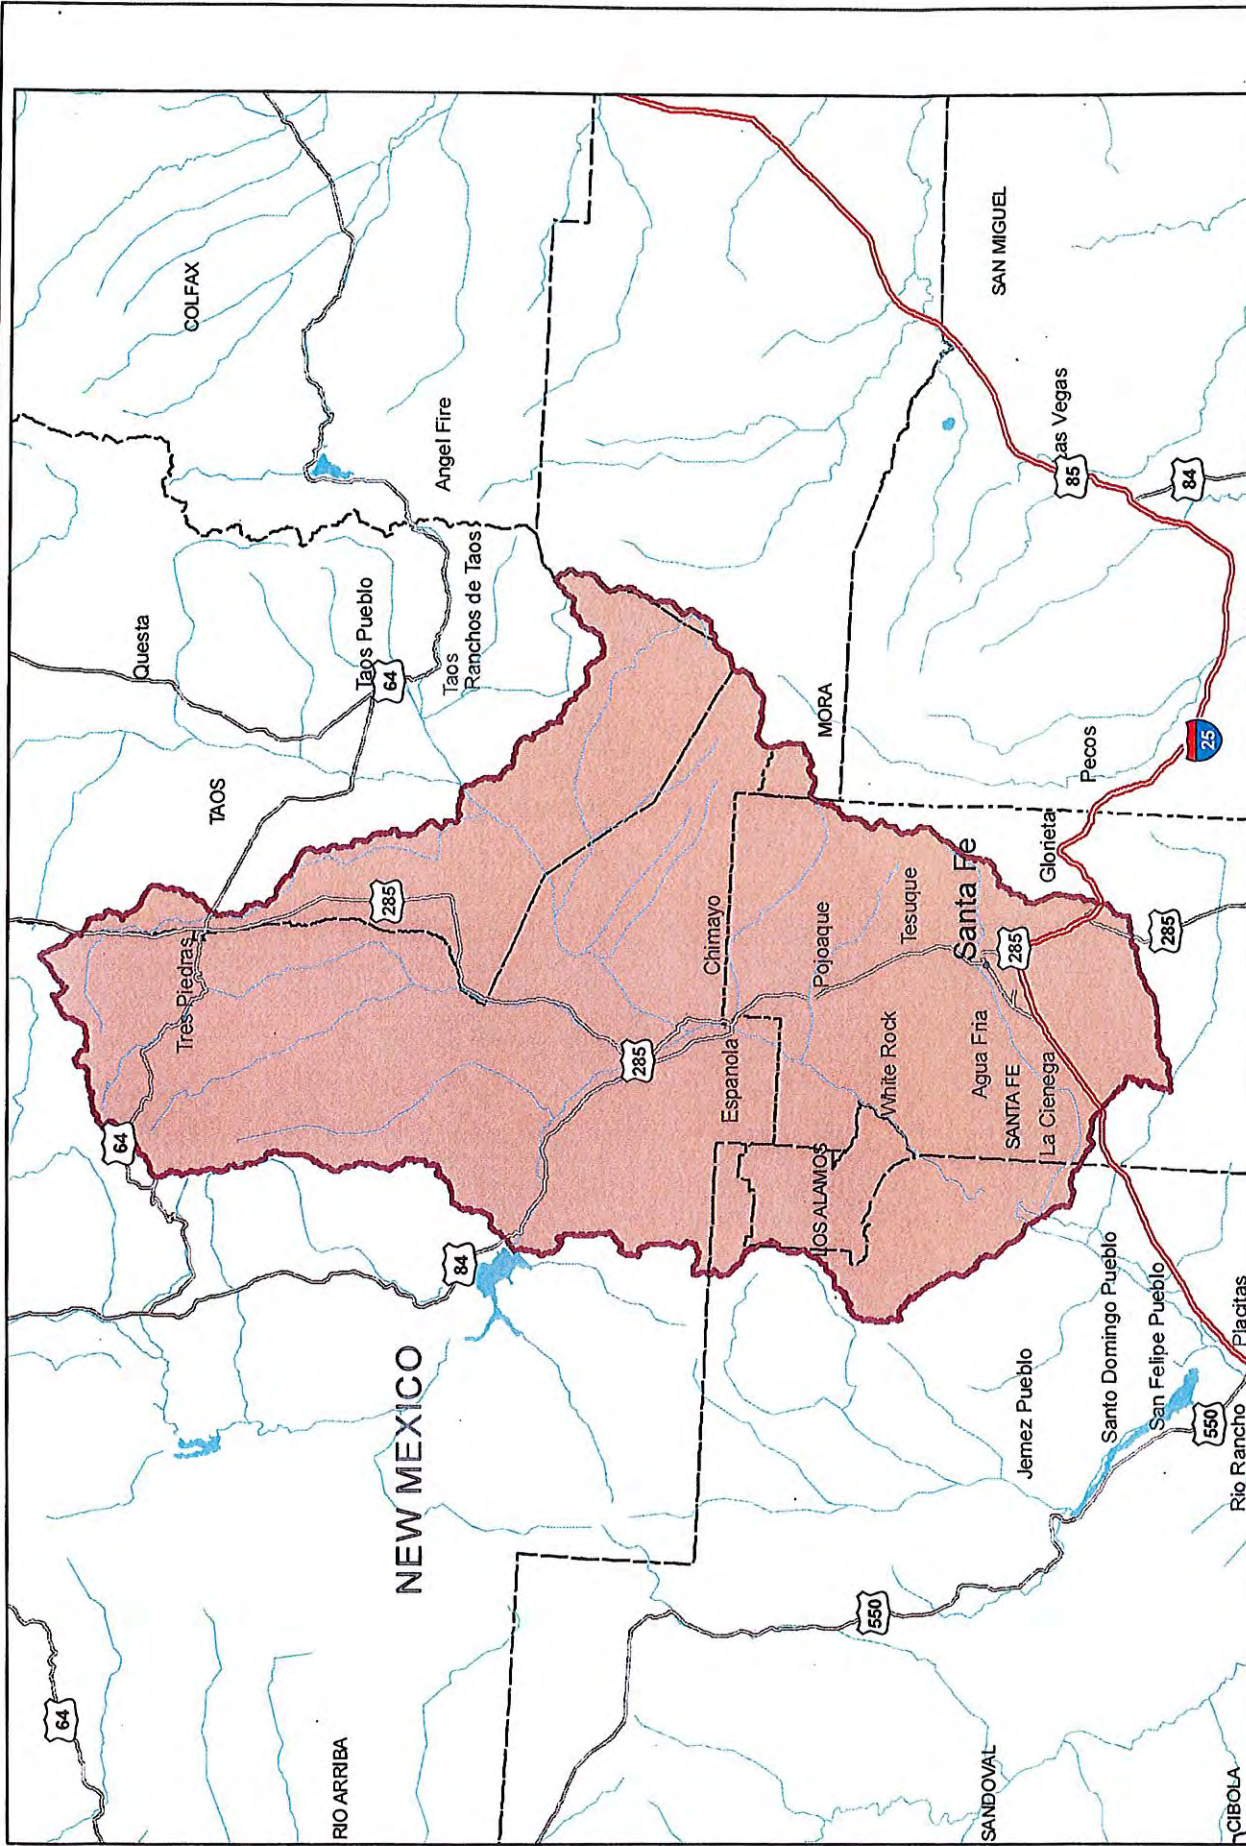 64
64
Questa
Tres Piedras
COLFAX
TAOS
RIO ARRIBA
Taos Pueblo
285
64
NEW MEXICO
Angel Fire
Taos
84
Ranchos de Taos
285
Chimayo
Espanola
LOS ALAMOS
Pojoaque
MORA
550
White Rock
Tesuque
Santa Fe
Agua Fria
SANDOVAL
SAN MIGUEL
SANTA FE
285
Jemez Pueblo
La Cienega
Glorieta
as Vegas
85
Pecos
Santo Domingo Pueblo
San Felipe Pueblo
285
84
25
550
Rio Rancho
Placitas
CIBOLA